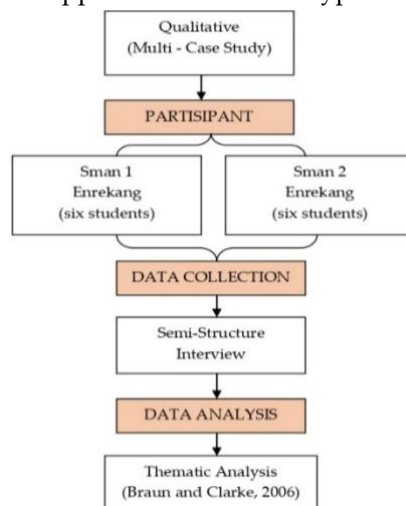 Qualitative
(Multi - Case Study)
PARTISIPANT
Sman 1
Enrekang
(six students)
Sman 2
Enrekang
(six students)
DATA COLLECTION
Semi-Structure
Interview
DATA ANALYSIS
Thematic Analysis
(Braun and Clarke, 2006)